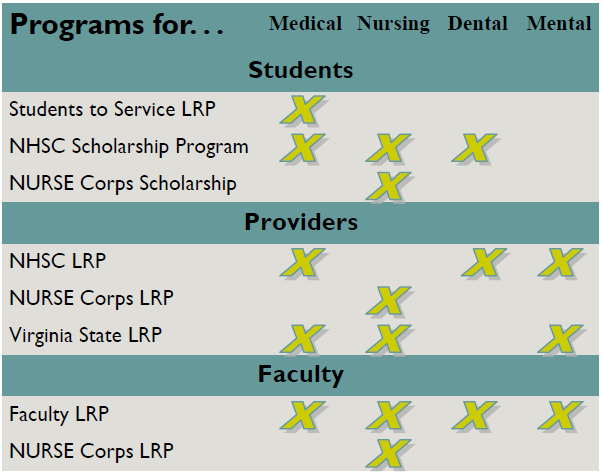 Programs for. . . Medical Nursing Dental Mental
Students
Students to Service LRP X
NHSC Scholarship Program X X X
NURSE Corps Scholarship X
Providers
NHSC LRP X X X
NURSE Corps LRP X
Virginia State LRP X X X
Faculty
Faculty LRP X X X X
NURSE Corps LRP X